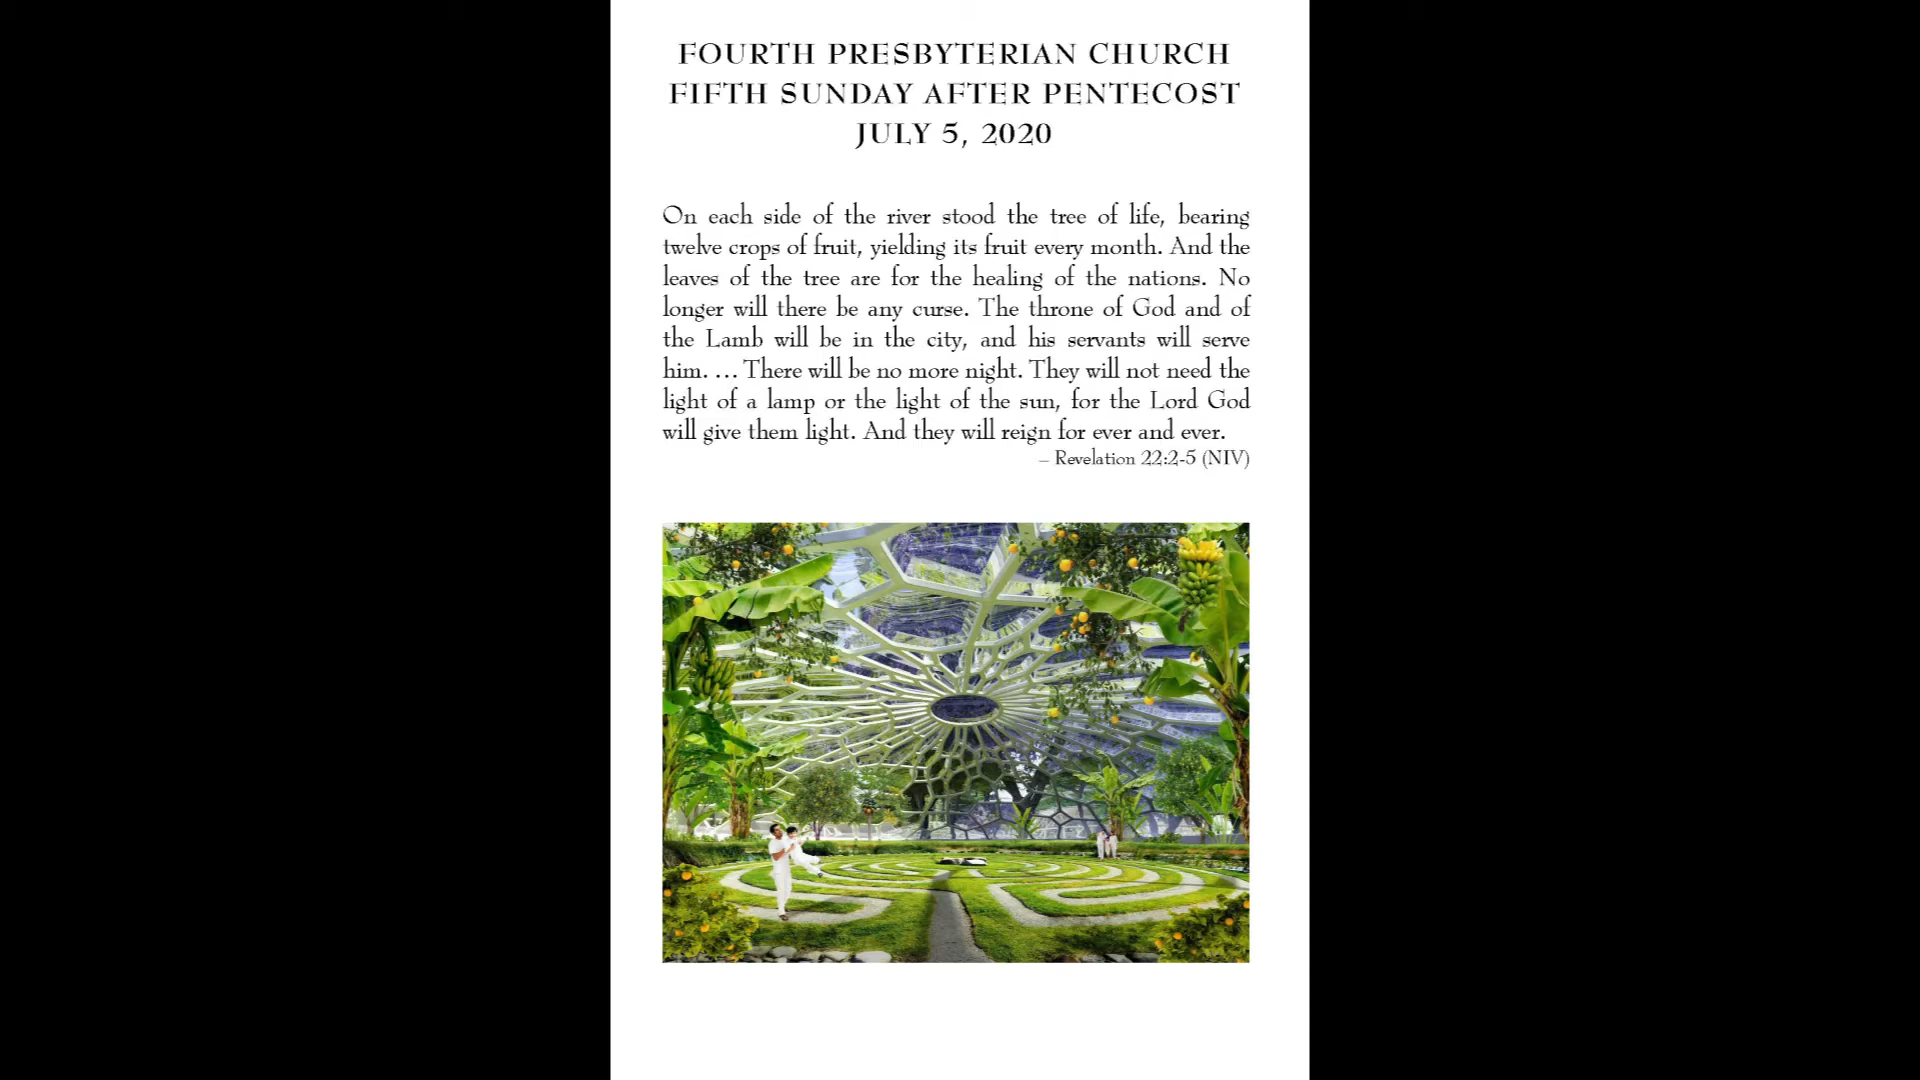 FOURTH PRESBYTERIAN CHURCH
FIFTH SUNDAY AFTER PENTECOST
JULY 5, 2020
On each side of the river stood the tree of life, bearing
twelve crops of fruit, yielding its fruit every month. And the
leaves of the tree are for the healing of the nations. No
longer will there be any curse. The throne of God and of
the Lamb will be in the city, and his servants will serve
him. … There will be no more night. They will not need the
light of a lamp or the light of the sun, for the Lord God
will give them light. And they will reign for ever and ever.
– Revelation 22:2-5 (NIV)